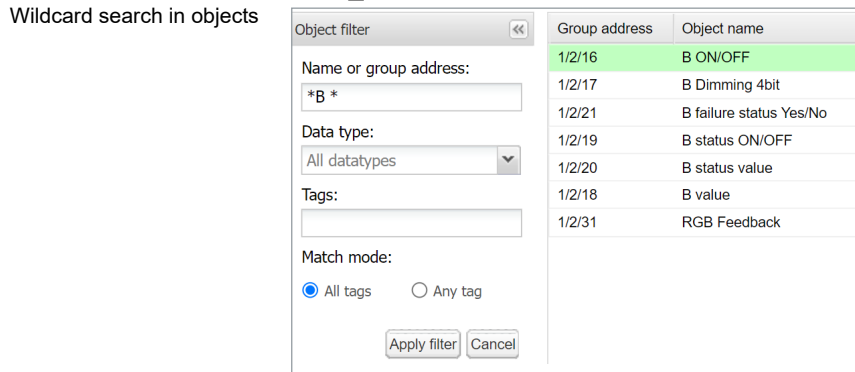 Wildcard search in objects
Object filter
Name or group address:
*B *
Data type:
All datatypes
Tags:
Match mode:
All tags Any tag
Apply filter Cancel
Group address Object name
1/2/16 B ON/OFF
1/2/17 B Dimming 4bit
1/2/21 B failure status Yes/No
1/2/19 B status ON/OFF
1/2/20 B status value
1/2/18 B value
1/2/31 RGB Feedback